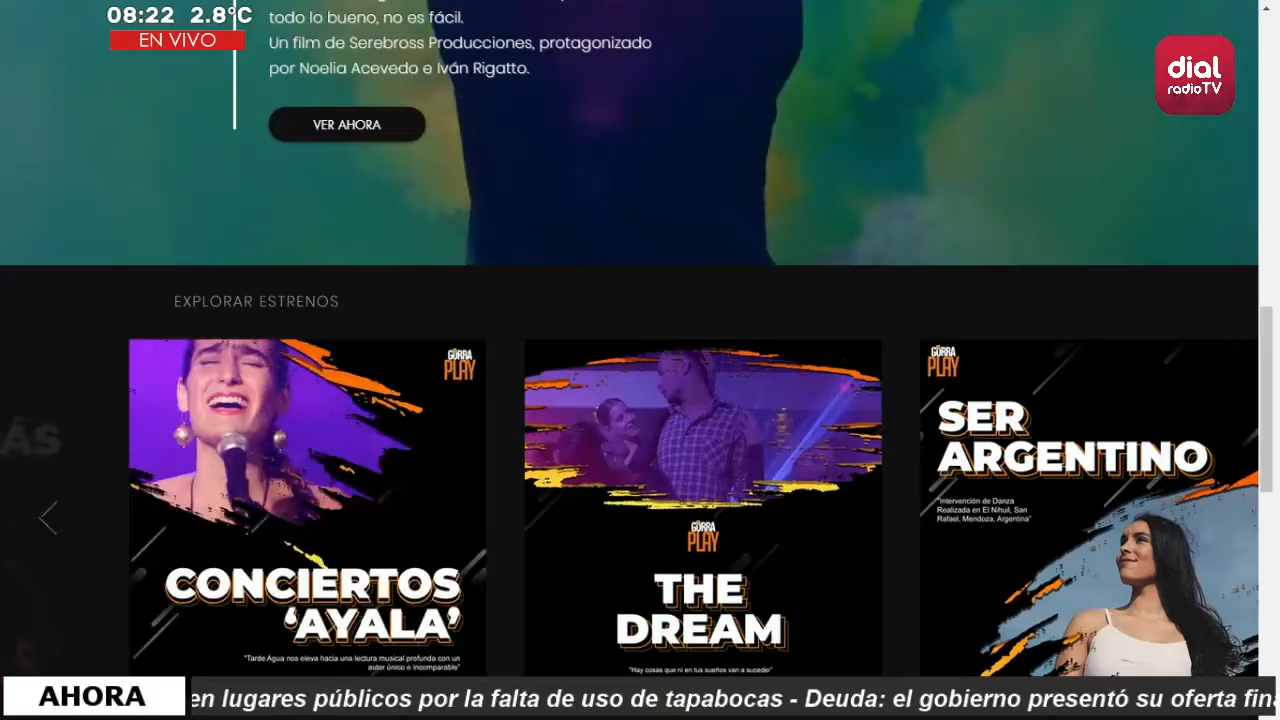 08:22 2.8°C
EN VIVO
todo lo bueno, no es fácil.
Un film de Serebross Producciones, protagonizado
por Noelia Acevedo e Iván Rigatto.
VER AHORA
dial
radioTV
EXPLORAR ESTRENOS
GORRA
PLAY
CONCIERTOS
‘AYALA’
"Tarde Agua nos eleva hacia una lectura musical profunda con un
autor único e incomparable"
GORRA
PLAY
THE
DREAM
"Hay cosas que ni en tus sueños van a suceder"
GORRA
PLAY
SER
ARGENTINO
"Intervención de Danza
Realizada en El Nihuil, San
Rafael, Mendoza, Argentina"
AHORA
en lugares públicos por la falta de uso de tapabocas - Deuda: el gobierno presentó su oferta fina